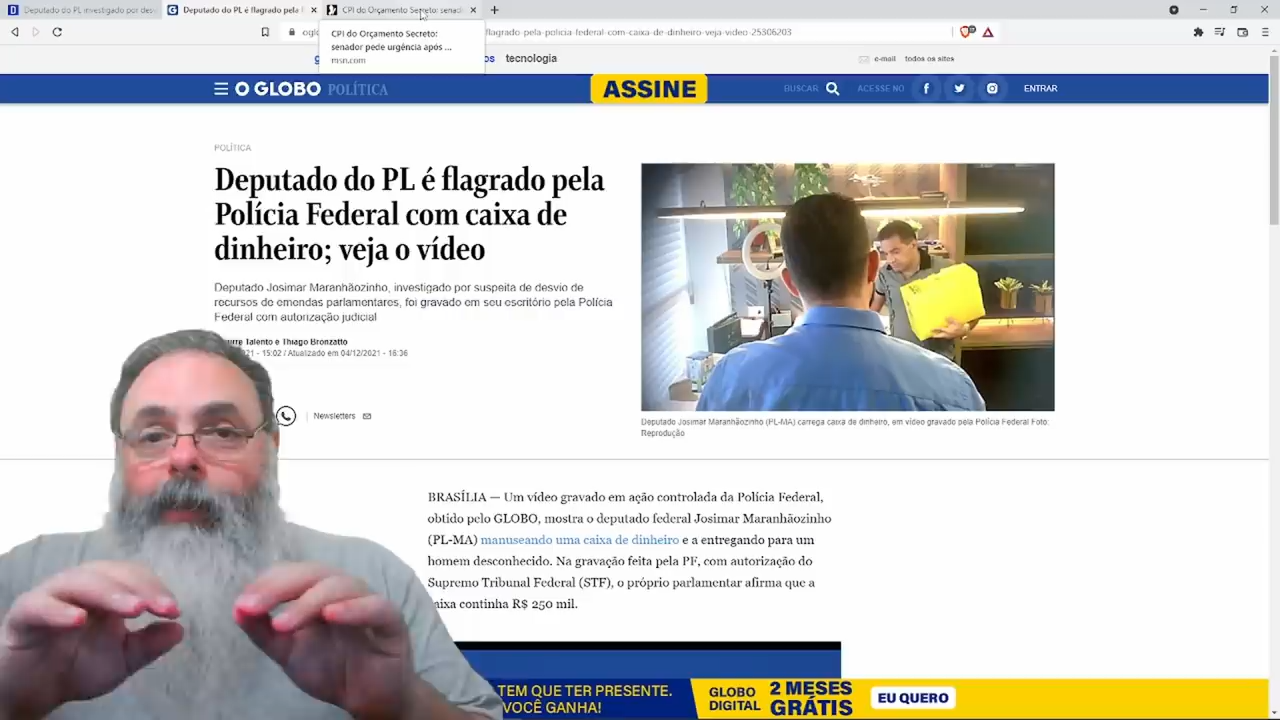 Deputado do PL investigado por des
Deputado do PL é flagrado pela
CPI do Orçamento Secreto: senad
CPI do Orçamento Secreto:
senador pede urgência após ...
msn.com
flagrado-pela-policia-federal-com-caixa-de-dinheiro-veja-video-25306203
tecnologia
e-mail todos os sites
O GLOBO POLÍTICA
ASSINE
BUSCAR
ACESSE NO
ENTRAR
POLÍTICA
Deputado do PL é flagrado pela
Polícia Federal com caixa de
dinheiro; veja o vídeo
Deputado Josimar Maranhãozinho, investigado por suspeita de desvio de
recursos de emendas parlamentares, foi gravado em seu escritório pela Polícia
Federal com autorização judicial
Talento e Thiago Bronzatto
- 15:02 / Atualizado em 04/12/2021 - 16:36
Newsletters
Deputado Josimar Maranhãozinho (PL-MA) carrega caixa de dinheiro, em vídeo gravado pela Polícia Federal Foto:
Reprodução
BRASÍLIA — Um vídeo gravado em ação controlada da Polícia Federal,
obtido pelo GLOBO, mostra o deputado federal Josimar Maranhãozinho
(PL-MA) manuseando uma caixa de dinheiro e a entregando para um
homem desconhecido. Na gravação feita pela PF, com autorização do
Supremo Tribunal Federal (STF), o próprio parlamentar afirma que a
caixa continha R$ 250 mil.
TEM QUE TER PRESENTE.
VOCÊ GANHA!
GLOBO
DIGITAL
2 MESES
GRÁTIS
EU QUERO